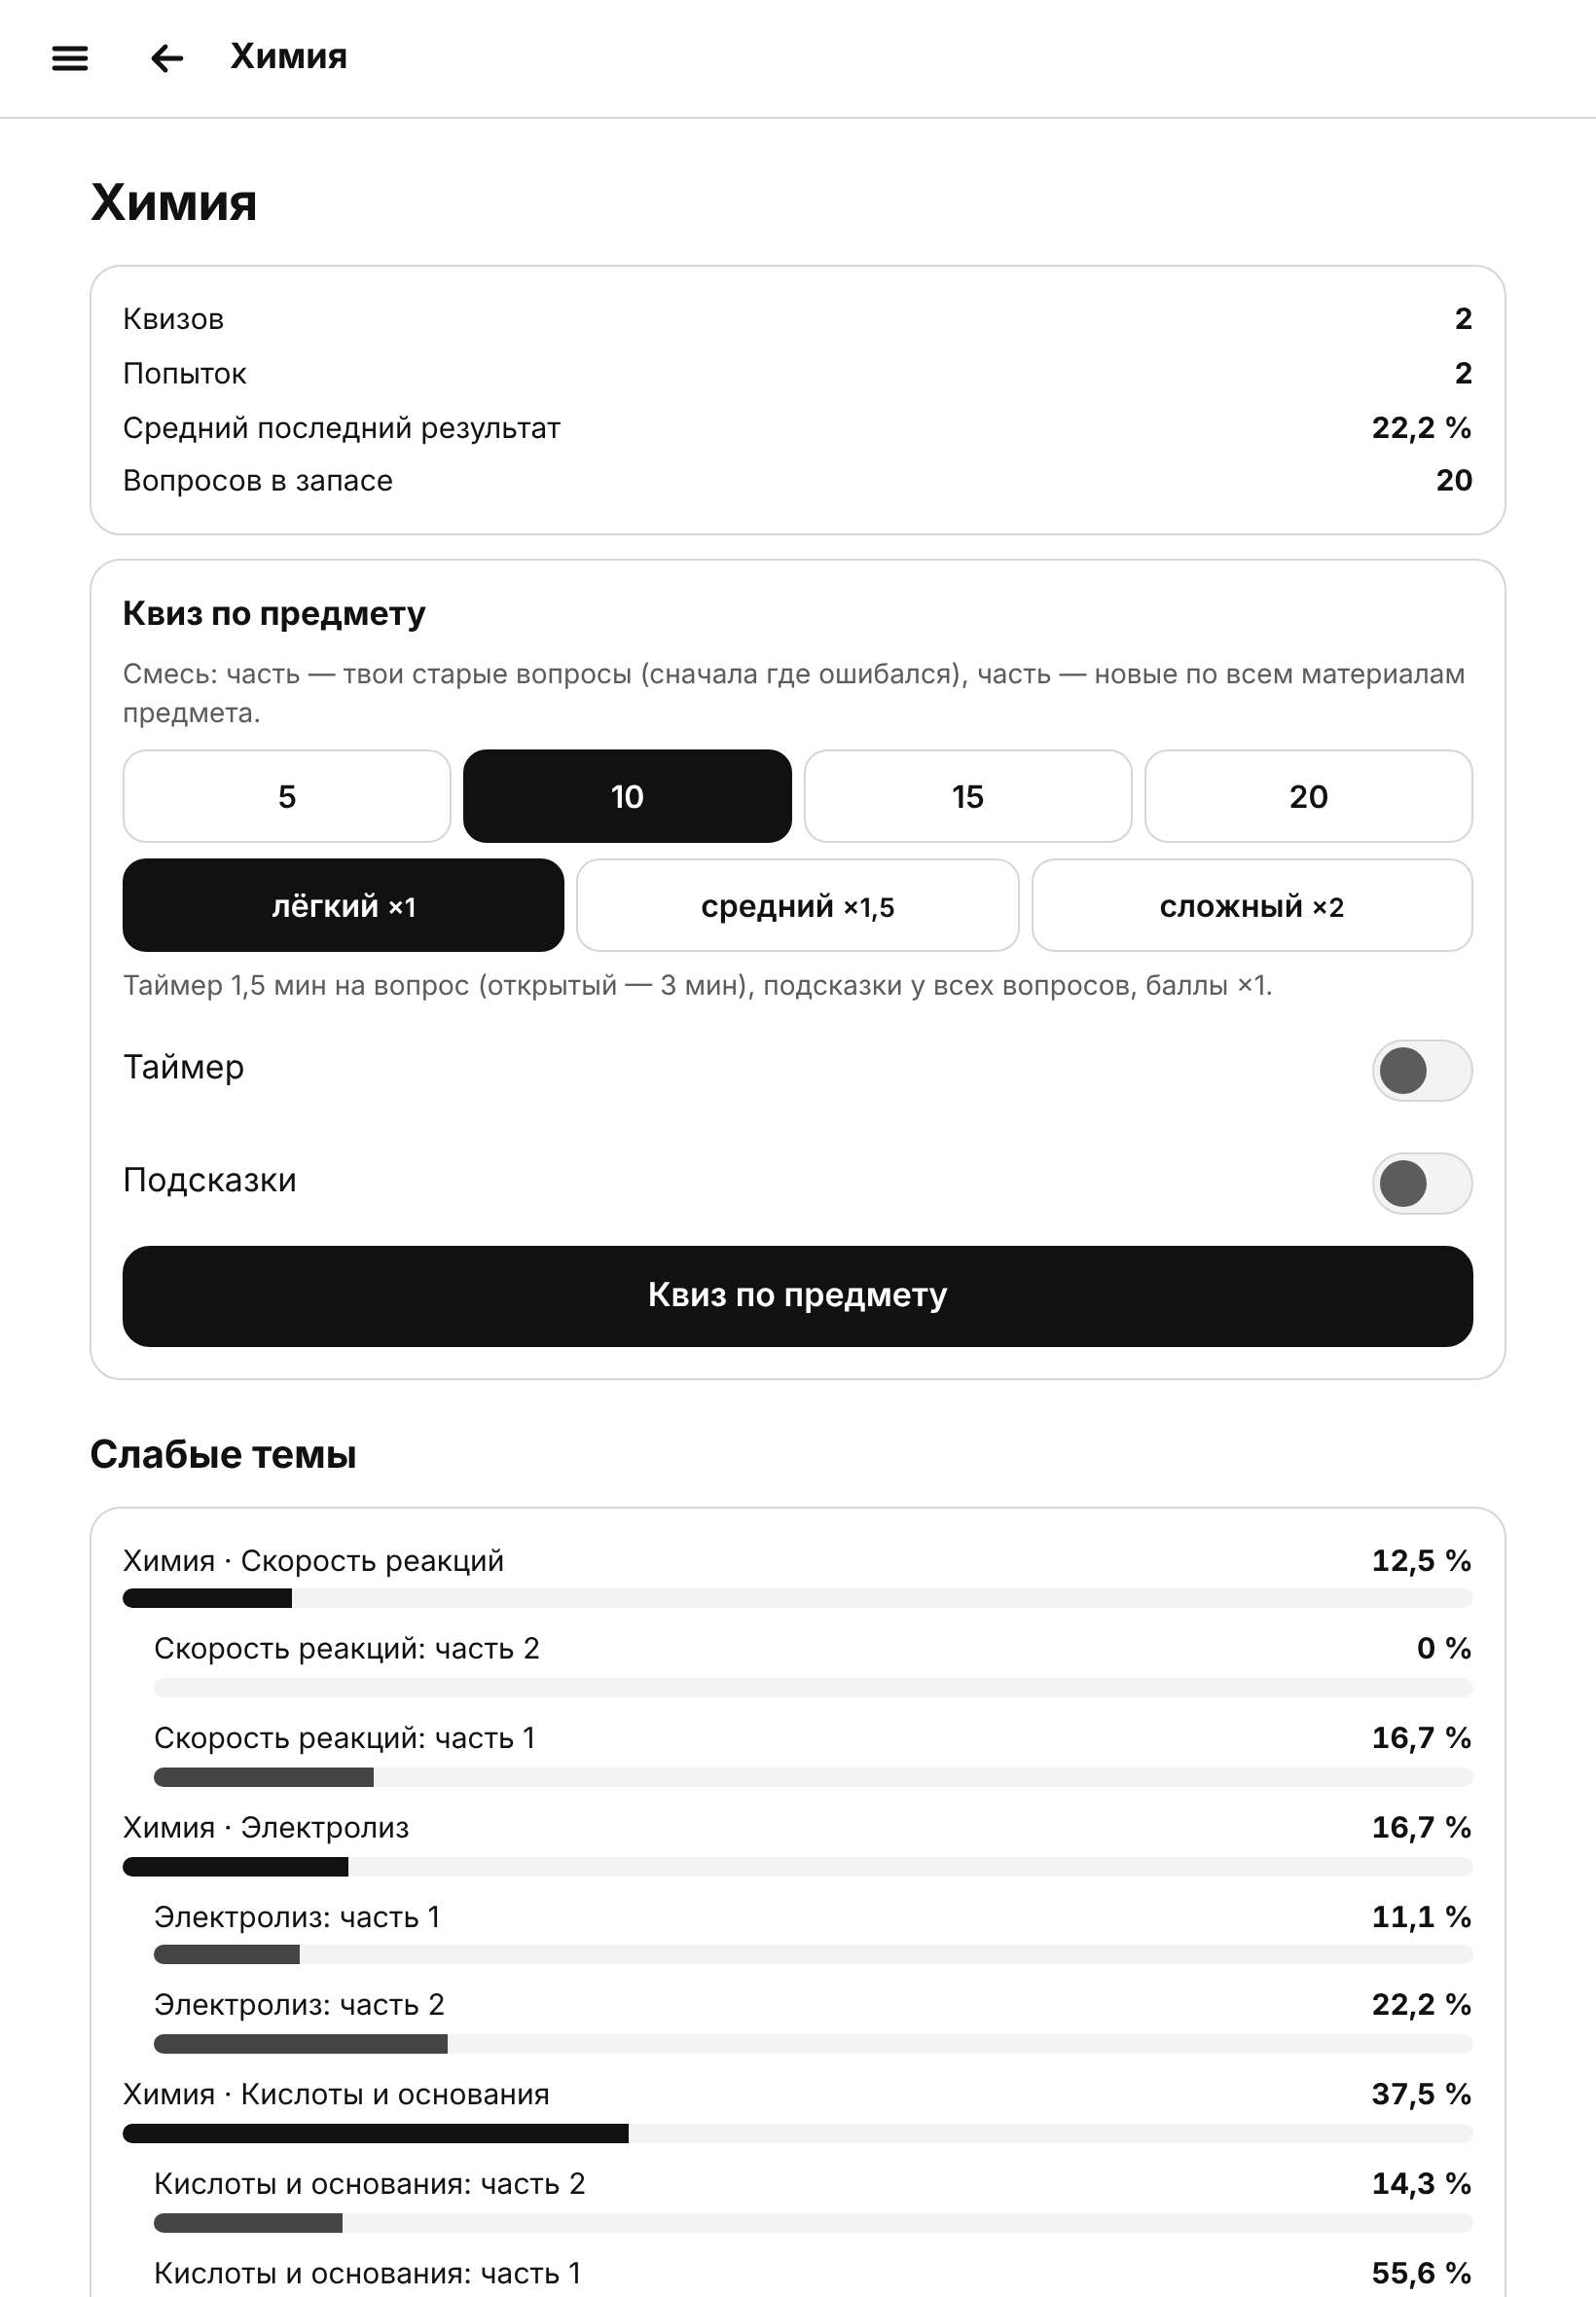 Химия
Химия
Квизов 2
Попыток 2
Средний последний результат 22,2 %
Вопросов в запасе 20
Квиз по предмету
Смесь: часть — твои старые вопросы (сначала где ошибался), часть — новые по всем материалам
предмета.
5 10 15 20
лёгкий ×1 средний ×1,5 сложный ×2
Таймер 1,5 мин на вопрос (открытый — 3 мин), подсказки у всех вопросов, баллы ×1.
Таймер
Подсказки
Квиз по предмету
Слабые темы
Химия · Скорость реакций 12,5 %
Скорость реакций: часть 2 0 %
Скорость реакций: часть 1 16,7 %
Химия · Электролиз 16,7 %
Электролиз: часть 1 11,1 %
Электролиз: часть 2 22,2 %
Химия · Кислоты и основания 37,5 %
Кислоты и основания: часть 2 14,3 %
Кислоты и основания: часть 1 55,6 %